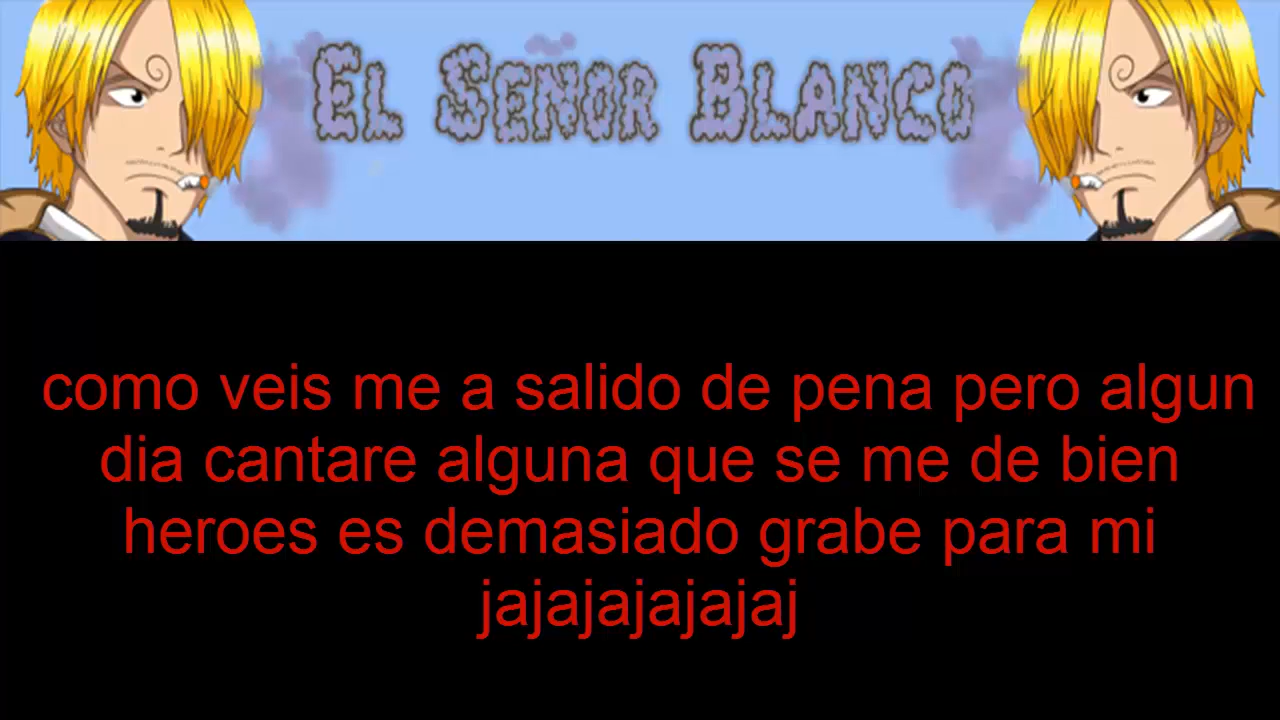 El Señor Blanco
como veis me a salido de pena pero algun
dia cantare alguna que se me de bien
heroes es demasiado grabe para mi
jajajajajajaj